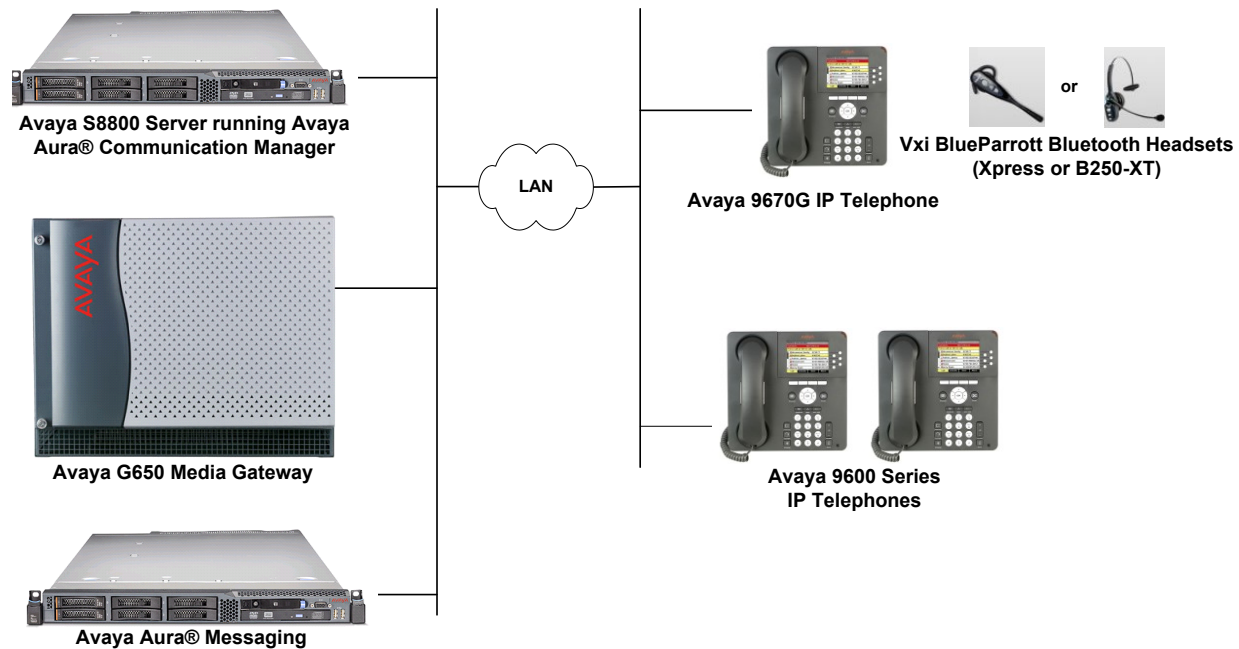 Avaya S8800 Server running Avaya
Aura® Communication Manager
AVAYA
Avaya G650 Media Gateway
Avaya Aura® Messaging
LAN
Avaya 9670G IP Telephone
or
Vxi BlueParrott Bluetooth Headsets
(Xpress or B250-XT)
Avaya 9600 Series
IP Telephones